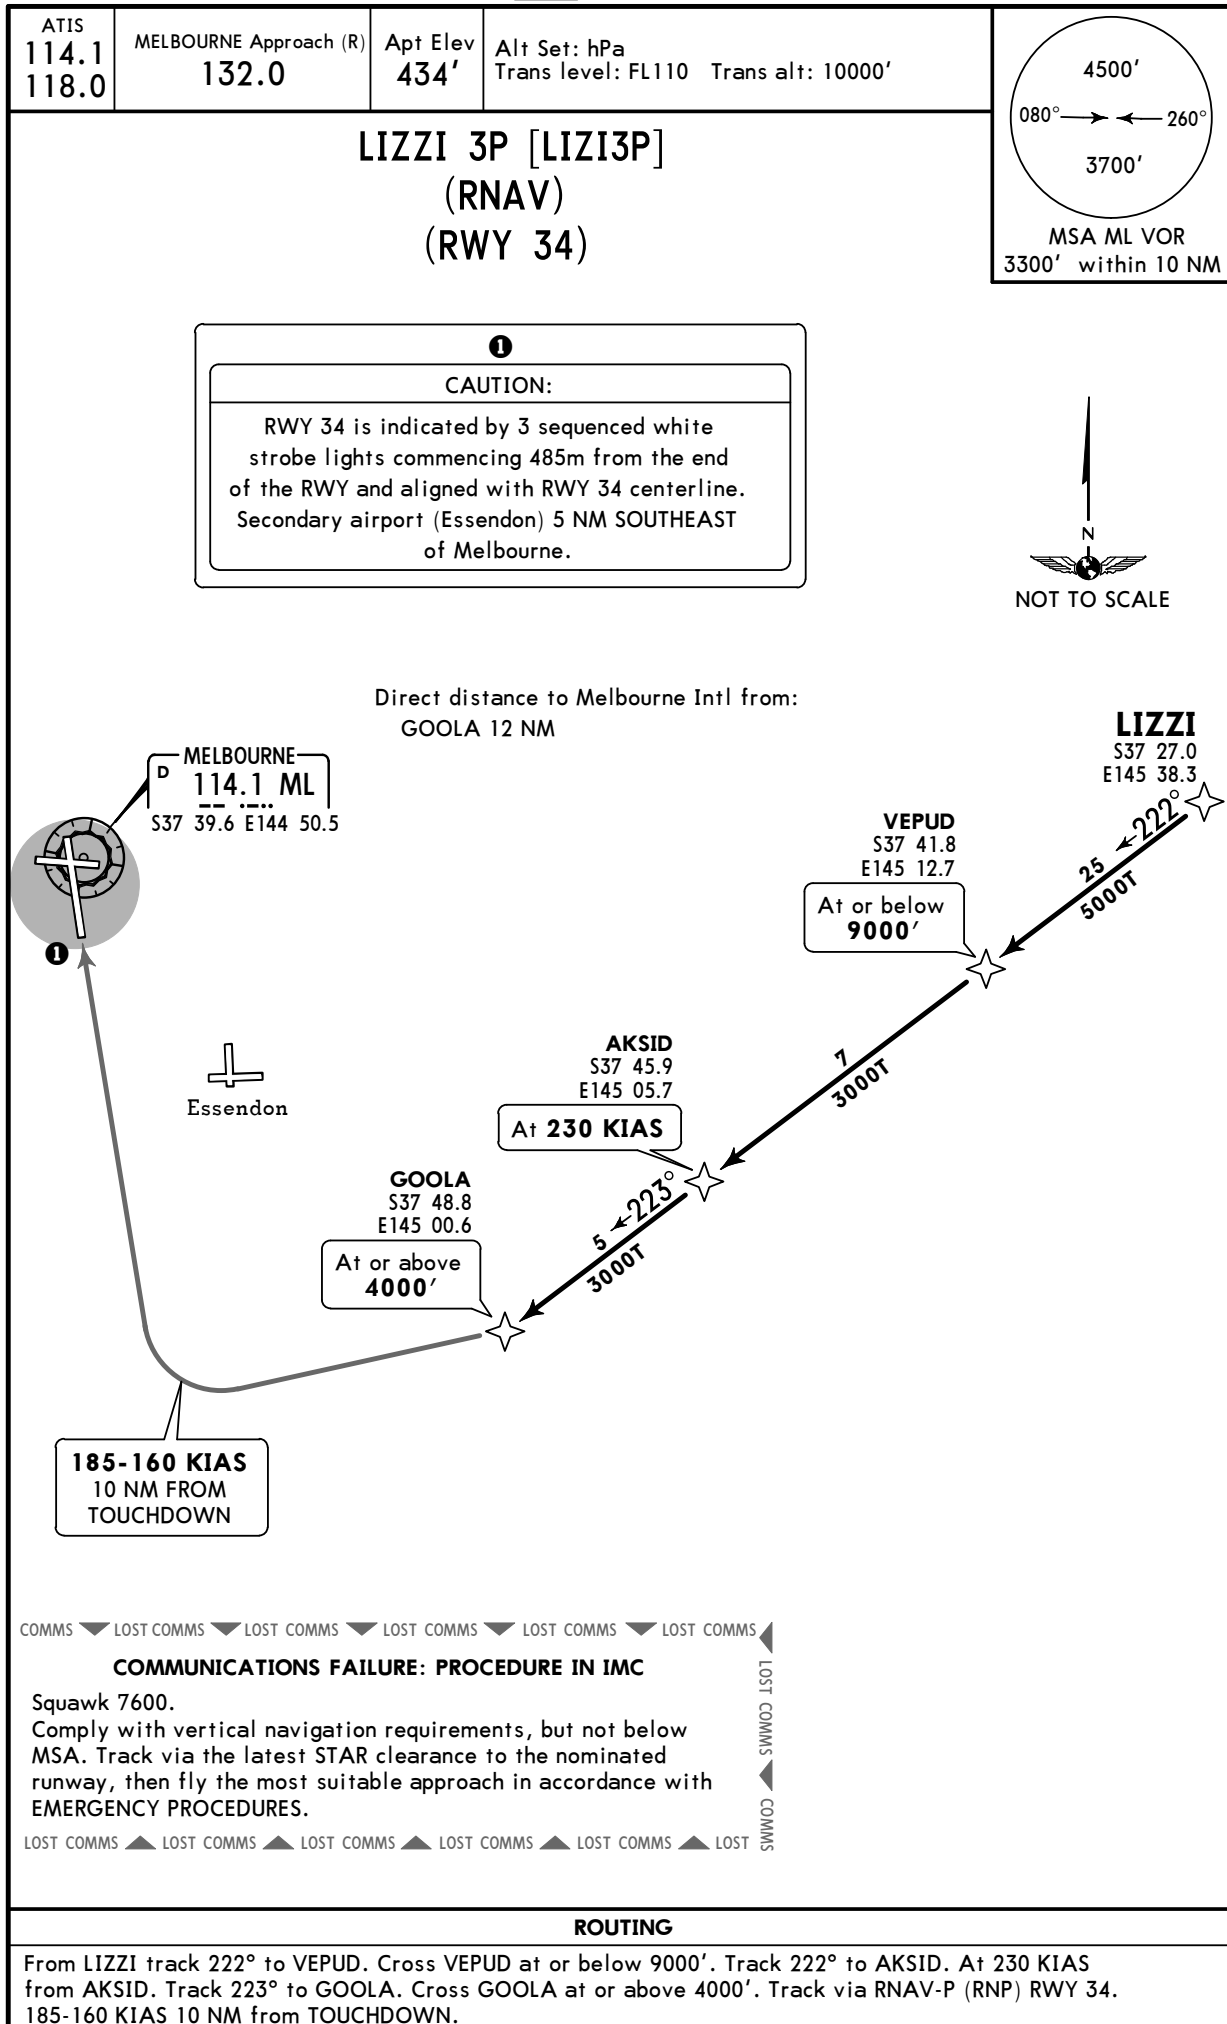 ATIS
114.1
118.0
MELBOURNE Approach (R)
132.0
Apt Elev
434'
Alt Set: hPa
Trans level: FL110 Trans alt: 10000'
4500'
080° 260°
3700'
MSA ML VOR
3300' within 10 NM
LIZZI 3P [LIZI3P]
(RNAV)
(RWY 34)
1
CAUTION:
RWY 34 is indicated by 3 sequenced white
strobe lights commencing 485m from the end
of the RWY and aligned with RWY 34 centerline.
Secondary airport (Essendon) 5 NM SOUTHEAST
of Melbourne.
N
NOT TO SCALE
Direct distance to Melbourne Intl from:
GOOLA 12 NM
MELBOURNE
D 114.1 ML
S37 39.6 E144 50.5
1
LIZZI
S37 27.0
E145 38.3
222°
25
5000T
VEPUD
S37 41.8
E145 12.7
At or below
9000'
7
3000T
AKSID
S37 45.9
E145 05.7
At 230 KIAS
223°
5
3000T
Essendon
GOOLA
S37 48.8
E145 00.6
At or above
4000'
185-160 KIAS
10 NM FROM
TOUCHDOWN
COMMS LOST COMMS LOST COMMS LOST COMMS LOST COMMS LOST COMMS
LOST COMMS COMMS
COMMUNICATIONS FAILURE: PROCEDURE IN IMC
Squawk 7600.
Comply with vertical navigation requirements, but not below
MSA. Track via the latest STAR clearance to the nominated
runway, then fly the most suitable approach in accordance with
EMERGENCY PROCEDURES.
LOST COMMS LOST COMMS LOST COMMS LOST COMMS LOST COMMS LOST
ROUTING
From LIZZI track 222° to VEPUD. Cross VEPUD at or below 9000'. Track 222° to AKSID. At 230 KIAS
from AKSID. Track 223° to GOOLA. Cross GOOLA at or above 4000'. Track via RNAV-P (RNP) RWY 34.
185-160 KIAS 10 NM from TOUCHDOWN.